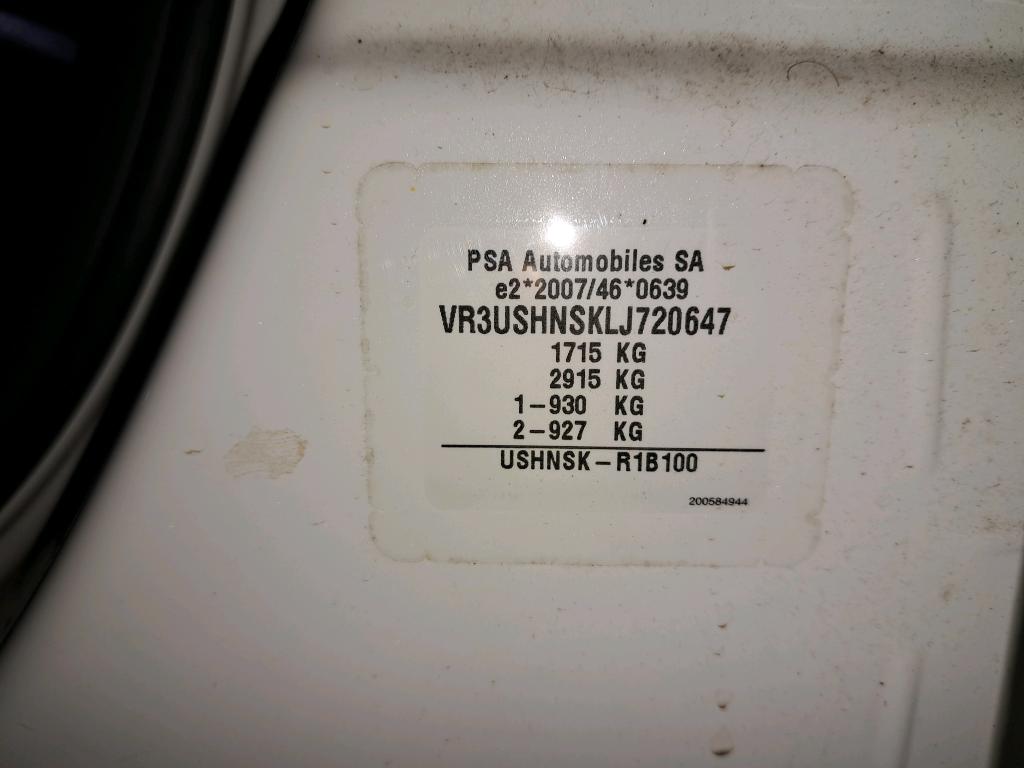 PSA Automobiles SA
e2*2007/46*0639
VR3USHNSKLJ720647
1715 KG
2915 KG
1-930 KG
2-927 KG
USHNSK-R1B100
200584944